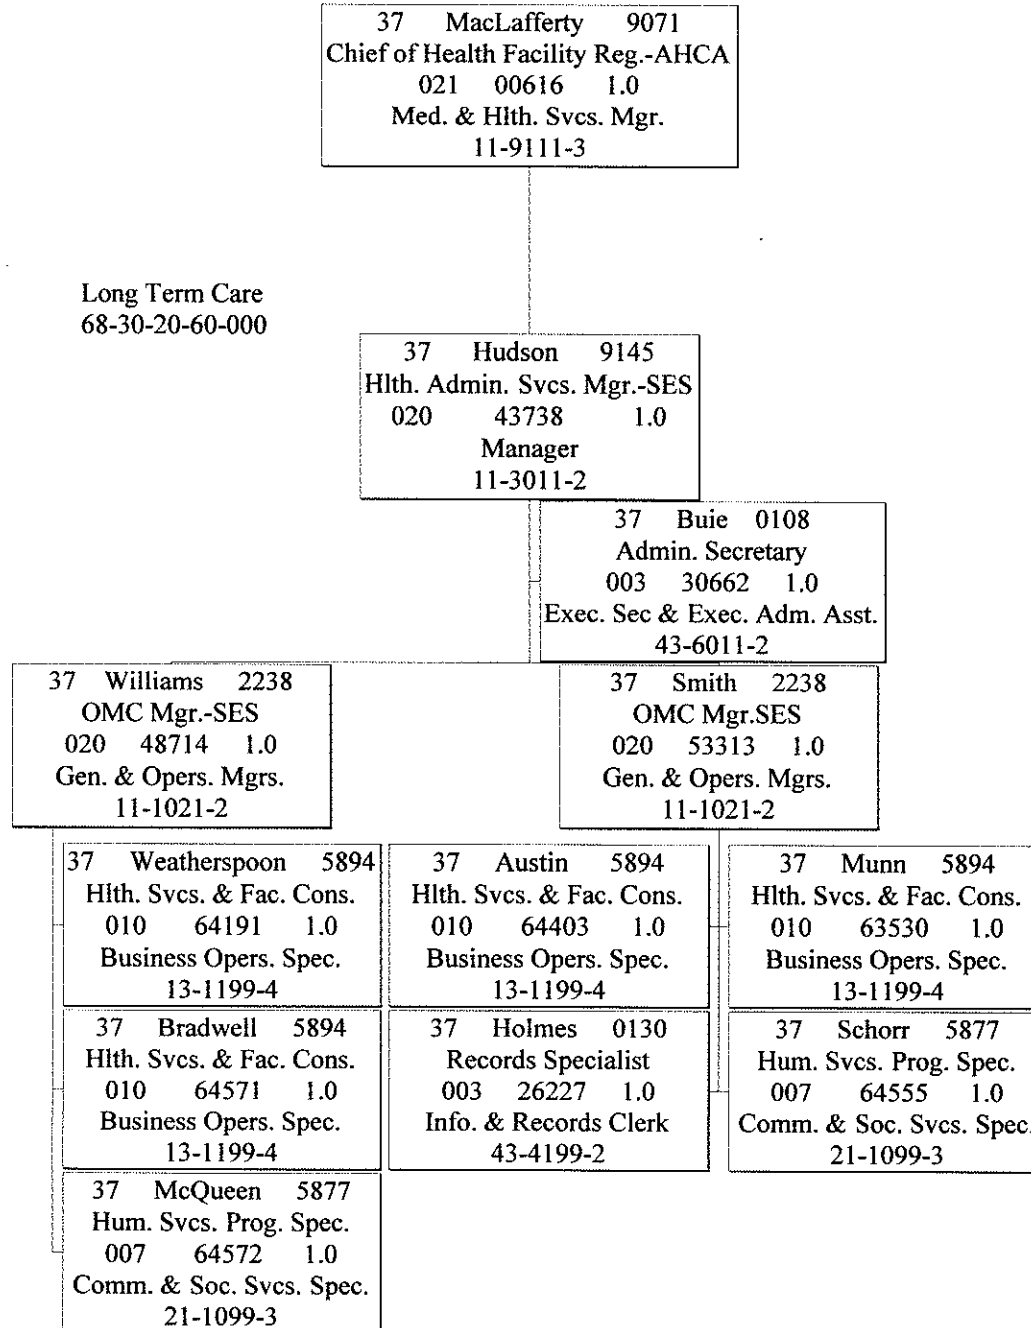 37 MacLafferty 9071
Chief of Health Facility Reg.-AHCA
021 00616 1.0
Med. & Hlth. Svcs. Mgr.
11-9111-3
Long Term Care
68-30-20-60-000
37 Hudson 9145
Hlth. Admin. Svcs. Mgr.-SES
020 43738 1.0
Manager
11-3011-2
37 Buie 0108
Admin. Secretary
003 30662 1.0
Exec. Sec & Exec. Adm. Asst.
43-6011-2
37 Williams 2238
OMC Mgr.-SES
020 48714 1.0
Gen. & Opers. Mgrs.
11-1021-2
37 Smith 2238
OMC Mgr.SES
020 53313 1.0
Gen. & Opers. Mgrs.
11-1021-2
37 Weatherspoon 5894
Hlth. Svcs. & Fac. Cons.
010 64191 1.0
Business Opers. Spec.
13-1199-4
37 Austin 5894
Hlth. Svcs. & Fac. Cons.
010 64403 1.0
Business Opers. Spec.
13-1199-4
37 Munn 5894
Hlth. Svcs. & Fac. Cons.
010 63530 1.0
Business Opers. Spec.
13-1199-4
37 Bradwell 5894
Hlth. Svcs. & Fac. Cons.
010 64571 1.0
Business Opers. Spec.
13-1199-4
37 Holmes 0130
Records Specialist
003 26227 1.0
Info. & Records Clerk
43-4199-2
37 Schorr 5877
Hum. Svcs. Prog. Spec.
007 64555 1.0
Comm. & Soc. Svcs. Spec.
21-1099-3
37 McQueen 5877
Hum. Svcs. Prog. Spec.
007 64572 1.0
Comm. & Soc. Svcs. Spec.
21-1099-3